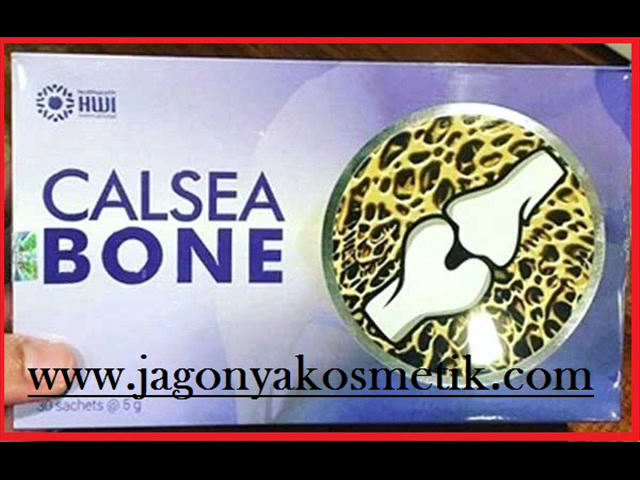 HWI
CALSEA
BONE
www.jagonyakosmetik.com
30 sachets @ 5 g